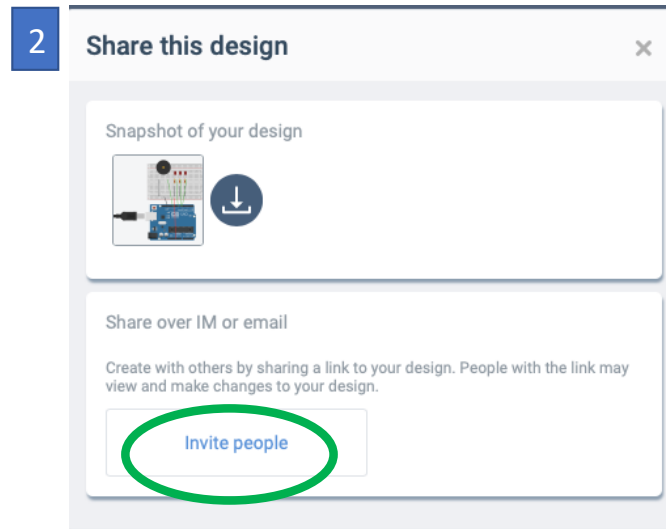 2
Share this design
Snapshot of your design
Share over IM or email
Create with others by sharing a link to your design. People with the link may
view and make changes to your design.
Invite people